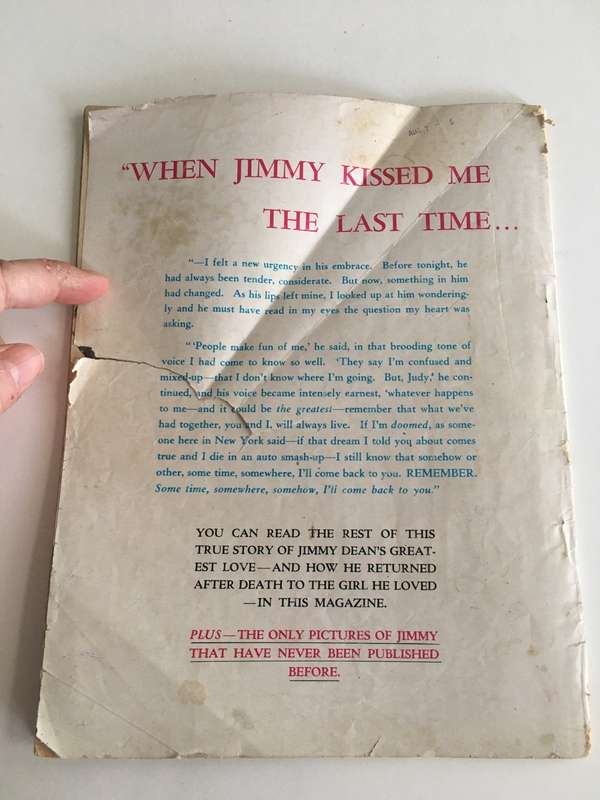 “WHEN JIMMY KISSED ME
THE LAST TIME...
“—I felt a new urgency in his embrace. Before tonight, he
had always been tender, considerate. But now, something in him
had changed. As his lips left mine, I looked up at him wondering-
ly and he must have read in my eyes the question my heart was
asking.
“‘People make fun of me,’ he said, in that brooding tone of
voice I had come to know so well. ‘They say I’m confused and
mixed-up—that I don’t know where I’m going. But, Judy,’ he con-
tinued, and his voice became intensely earnest, ‘whatever happens
to me—and it could be the greatest—remember that what we’ve
had together, you and I, will always live. If I’m doomed, as some-
one here in New York said—if that dream I told you about comes
true and I die in an auto smash-up—I still know that somehow or
other, some time, somewhere, I’ll come back to you. REMEMBER.
Some time, somewhere, somehow, I’ll come back to you.”
YOU CAN READ THE REST OF THIS
TRUE STORY OF JIMMY DEAN’S GREAT-
EST LOVE—AND HOW HE RETURNED
AFTER DEATH TO THE GIRL HE LOVED
—IN THIS MAGAZINE.
PLUS—THE ONLY PICTURES OF JIMMY
THAT HAVE NEVER BEEN PUBLISHED
BEFORE.